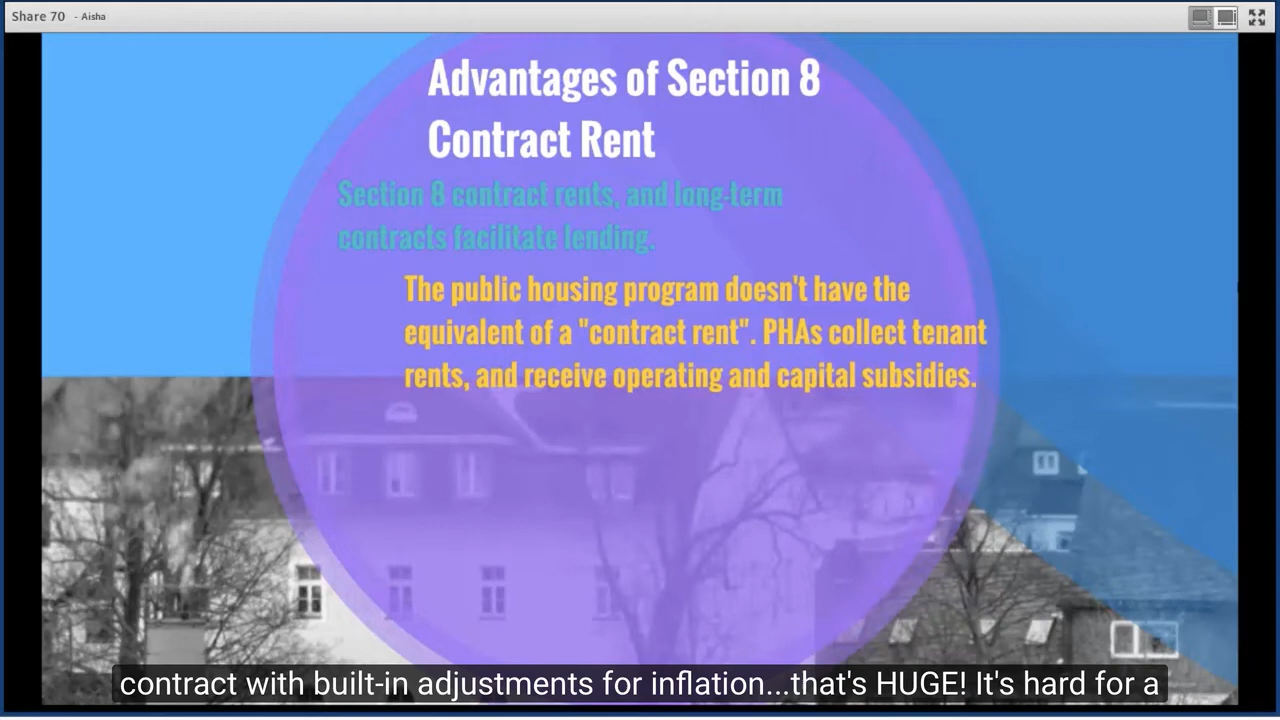 Share 70 - Aisha
Advantages of Section 8
Contract Rent
Section 8 contract rents, and long-term
contracts facilitate lending.
The public housing program doesn't have the
equivalent of a "contract rent". PHAs collect tenant
rents, and receive operating and capital subsidies.
contract with built-in adjustments for inflation...that's HUGE! It's hard for a